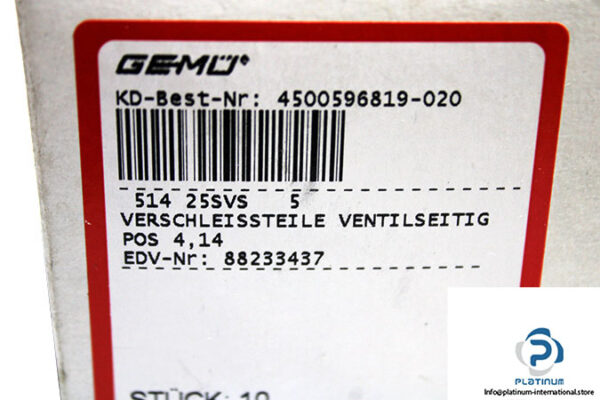 GEMÜ
KD-Best-Nr: 4500596819-020
514 25SVS 5
VERSCHLEISSTEILE VENTILSEITIG
POS 4,14
EDV-Nr: 88233437
STÜCK: 10
PLATINUM
https://platinum-international.store